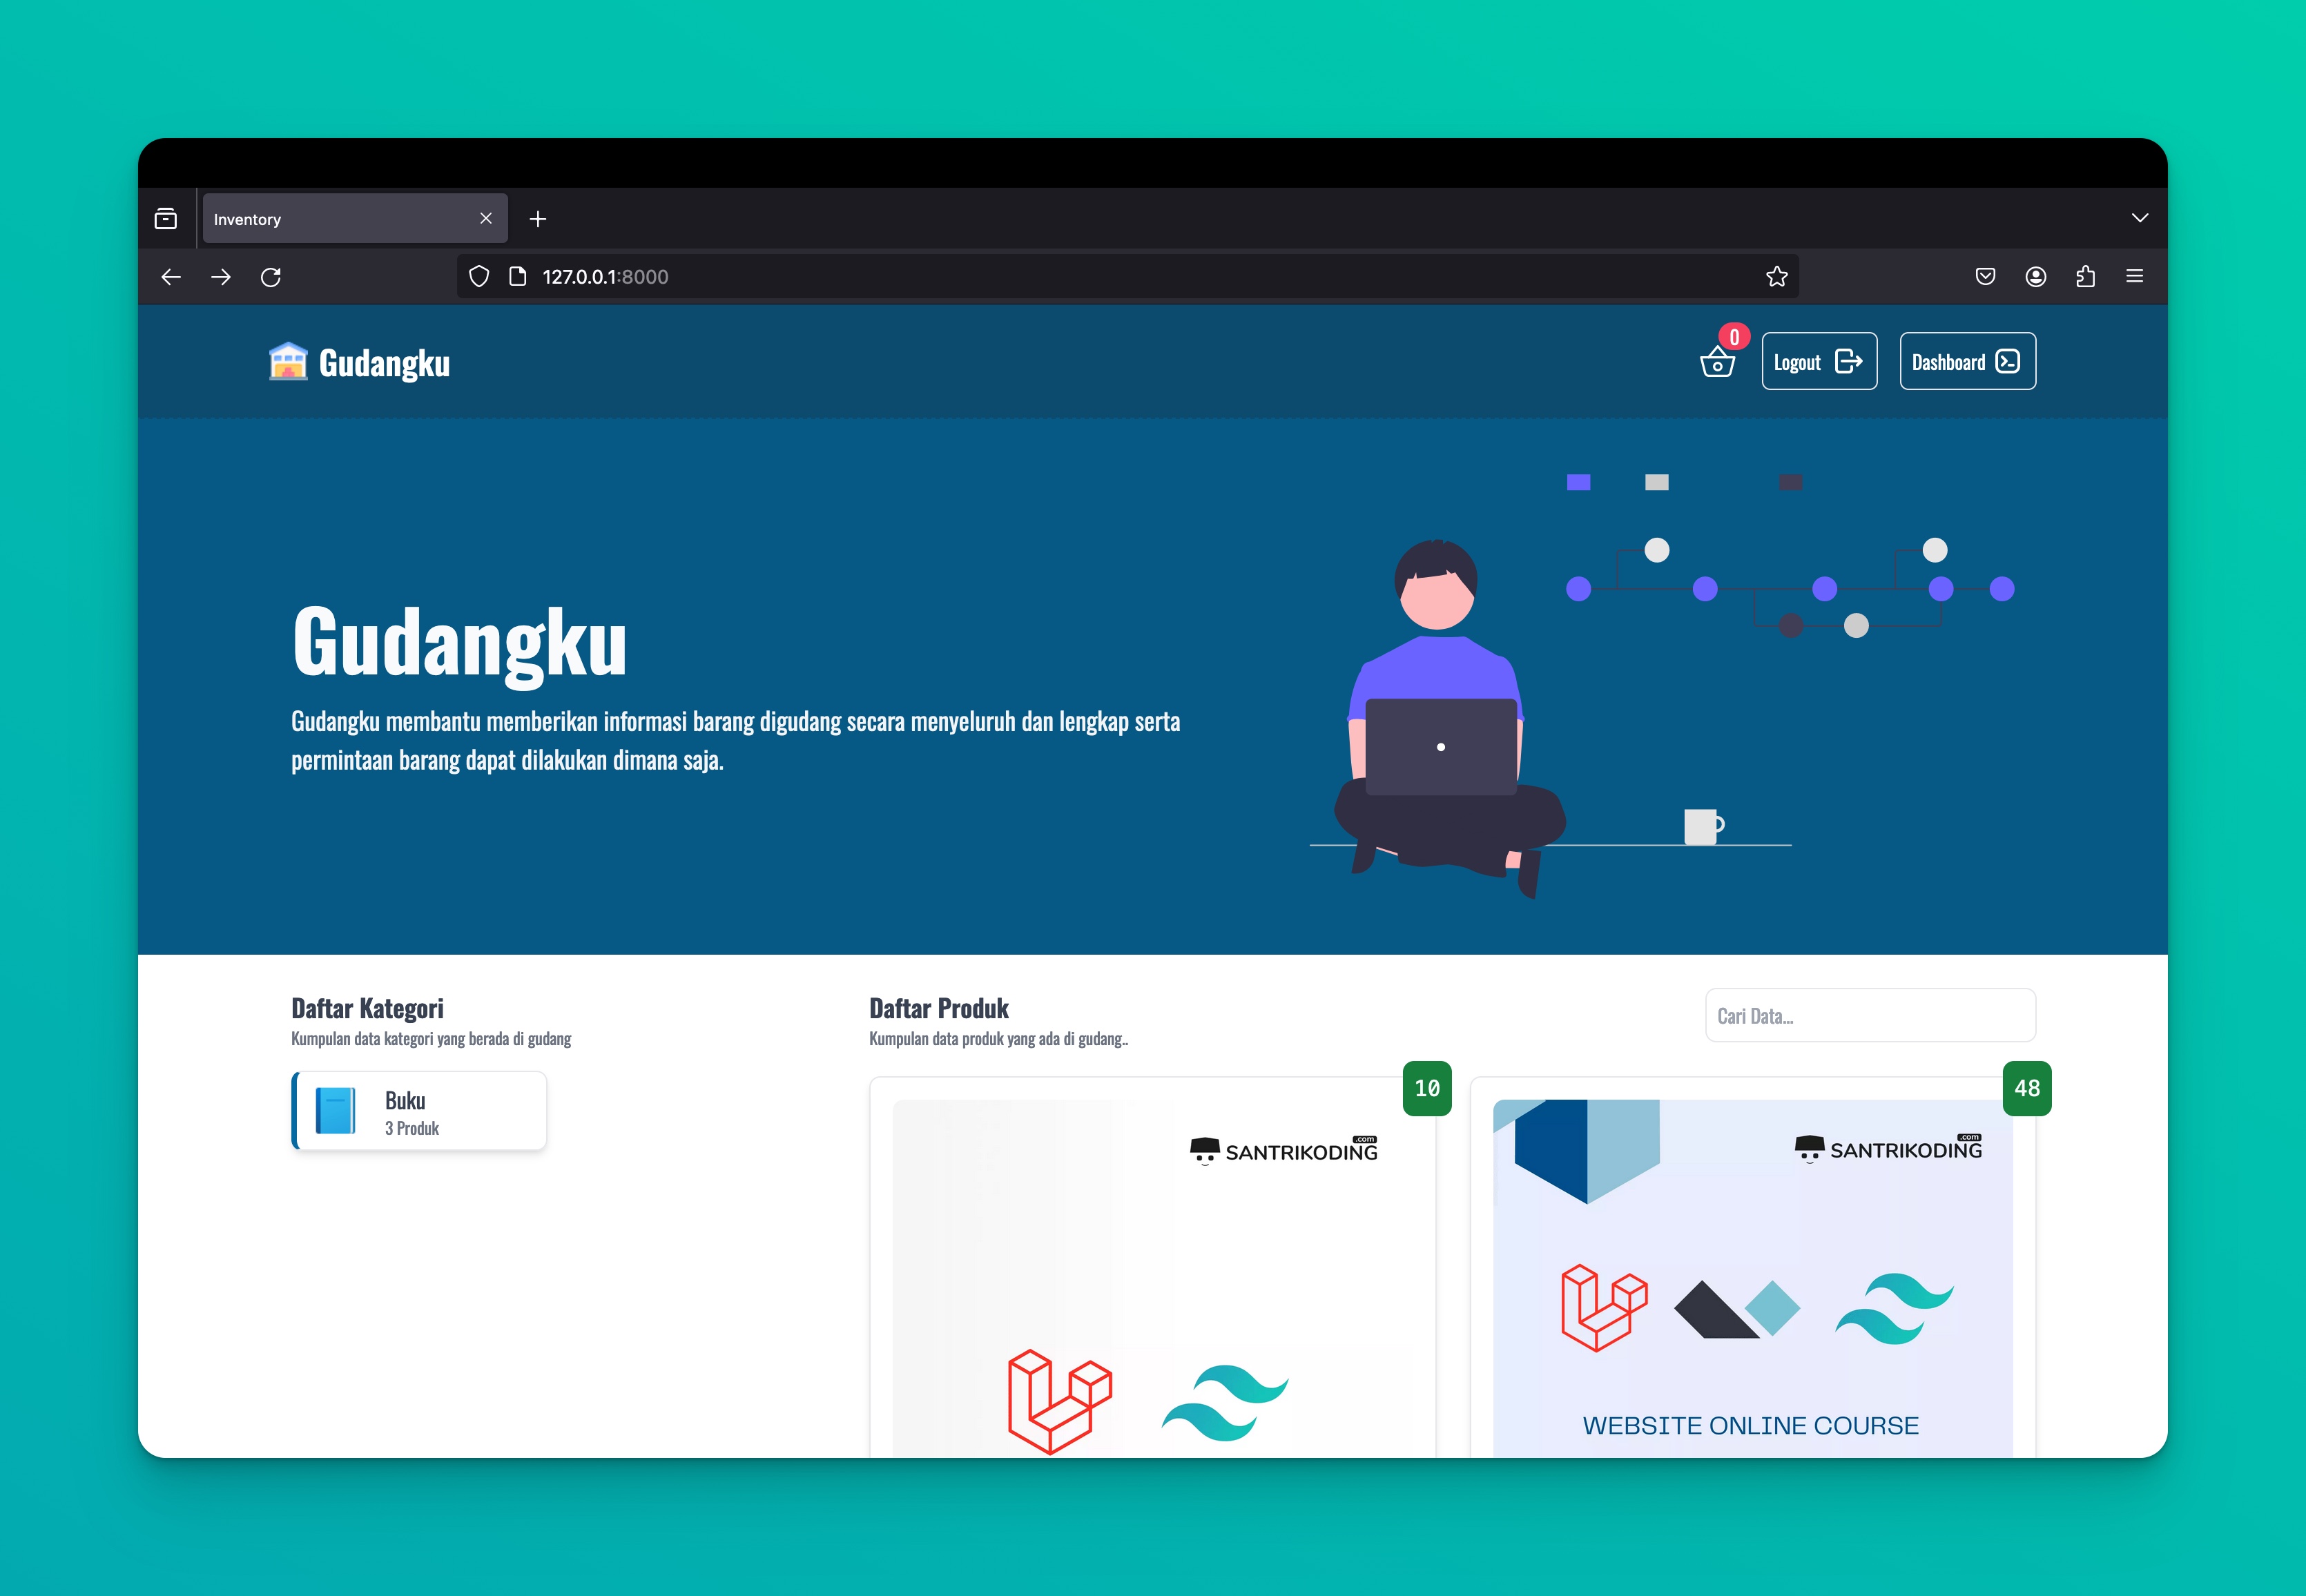 Inventory
127.0.0.1:8000
Gudangku
0
Logout
Dashboard
Gudangku
Gudangku membantu memberikan informasi barang digudang secara menyeluruh dan lengkap serta
permintaan barang dapat dilakukan dimana saja.
Daftar Kategori
Kumpulan data kategori yang berada di gudang
Buku
3 Produk
Daftar Produk
Kumpulan data produk yang ada di gudang..
Cari Data...
10
.com
SANTRIKODING
48
.com
SANTRIKODING
WEBSITE ONLINE COURSE